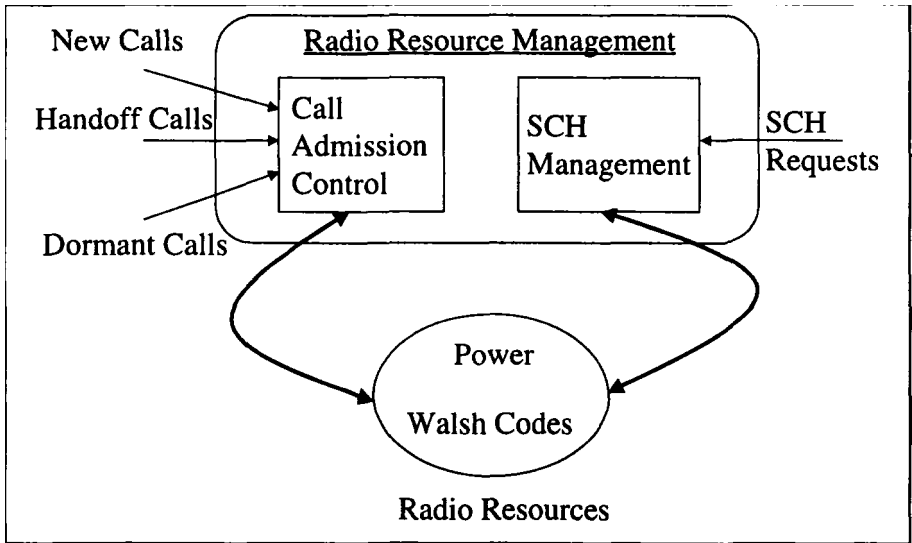 Radio Resource Management
New Calls
Handoff Calls
Dormant Calls
Call
Admission
Control
SCH
Management
SCH
Requests
Power
Walsh Codes
Radio Resources